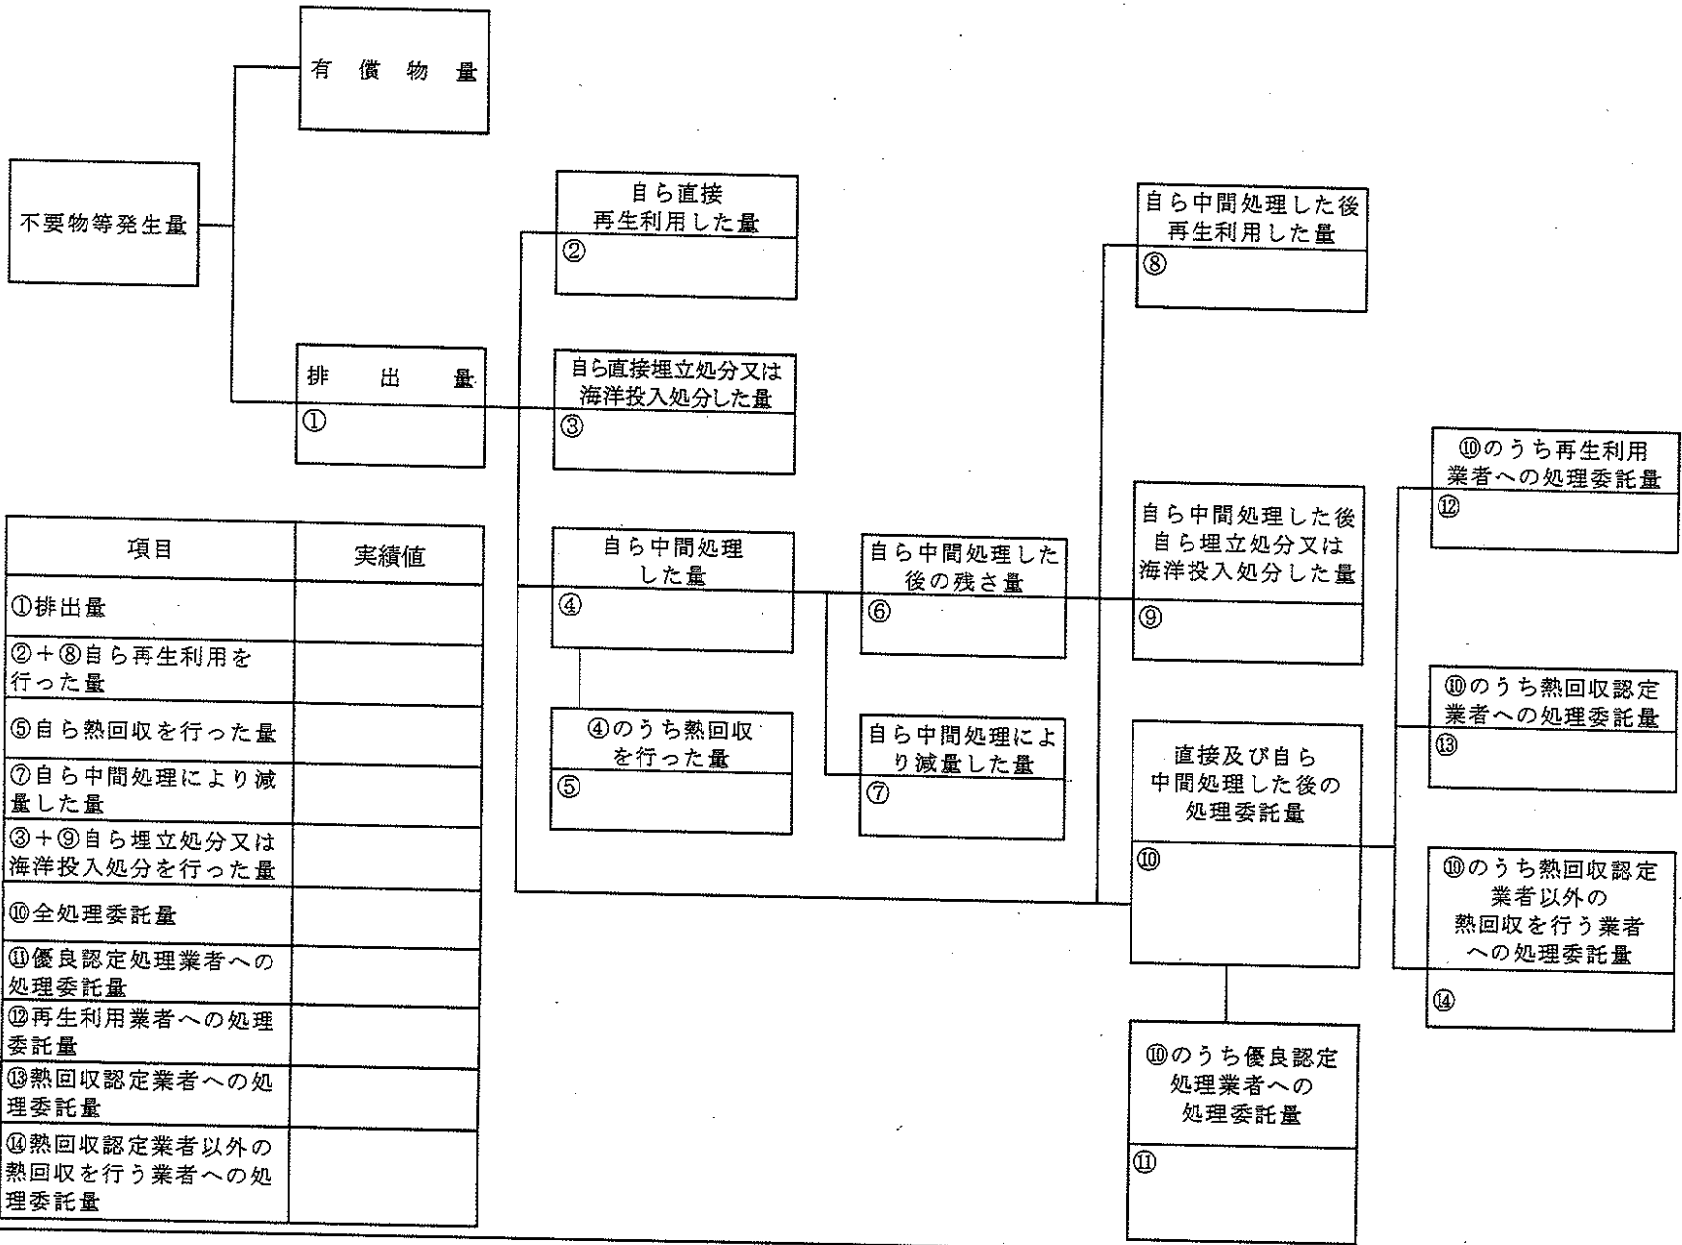 有償物量
不要物等発生量
排出量
①
自ら直接
再生利用した量
②
自ら直接埋立処分又は
海洋投入処分した量
③
自ら中間処理
した量
④
④のうち熱回収
を行った量
⑤
自ら中間処理した
後の残さ量
⑥
自ら中間処理によ
り減量した量
⑦
自ら中間処理した後
再生利用した量
⑧
自ら中間処理した後
自ら埋立処分又は
海洋投入処分した量
⑨
直接及び自ら
中間処理した後の
処理委託量
⑩
⑩のうち優良認定
処理業者への
処理委託量
⑪
⑩のうち再生利用
業者への処理委託量
⑫
⑩のうち熱回収認定
業者への処理委託量
⑬
⑩のうち熱回収認定
業者以外の
熱回収を行う業者
への処理委託量
⑭
項目 実績値
①排出量
②+⑧自ら再生利用を
行った量
⑤自ら熱回収を行った量
⑦自ら中間処理により減
量した量
③+⑨自ら埋立処分又は
海洋投入処分を行った量
⑩全処理委託量
⑪優良認定処理業者への
処理委託量
⑫再生利用業者への処理
委託量
⑬熱回収認定業者への処
理委託量
⑭熱回収認定業者以外の
熱回収を行う業者への処
理委託量